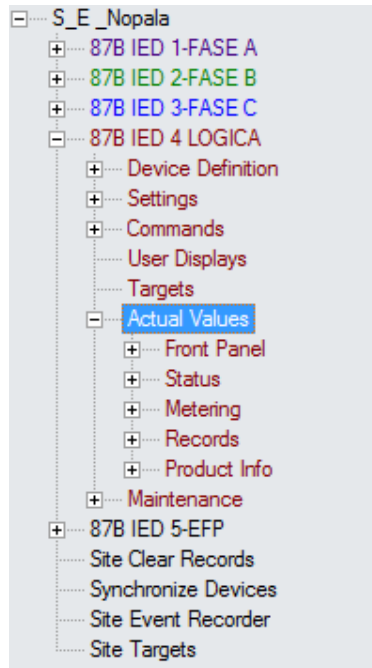 S_E _Nopala
87B IED 1-FASE A
87B IED 2-FASE B
87B IED 3-FASE C
87B IED 4 LOGICA
Device Definition
Settings
Commands
User Displays
Targets
Actual Values
Front Panel
Status
Metering
Records
Product Info
Maintenance
87B IED 5-EFP
Site Clear Records
Synchronize Devices
Site Event Recorder
Site Targets